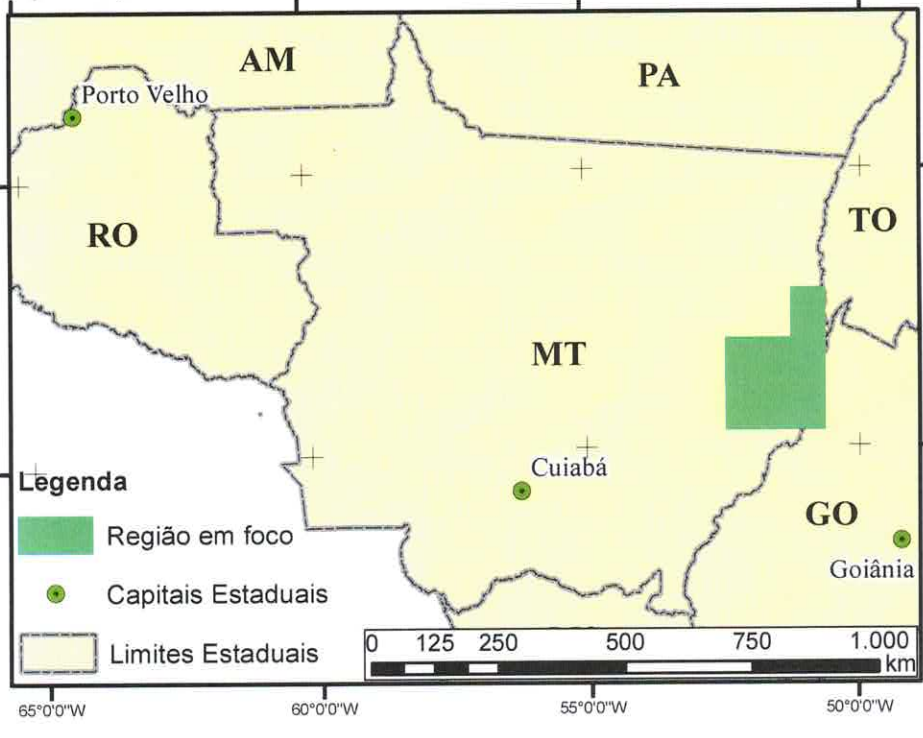 AM
PA
Porto Velho
RO
TO
MT
Cuiabá
GO
Goiânia
Legenda
Região em foco
Capitais Estaduais
Limites Estaduais
0 125 250 500 750 1.000
km
65°0'0"W 60°0'0"W 55°0'0"W 50°0'0"W